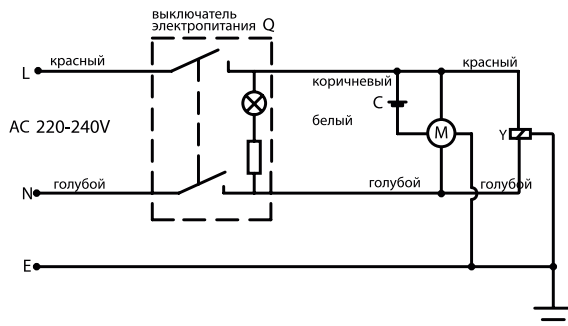 выключатель
электропитания Q
L
красный
коричневый
красный
C
белый
AC 220-240V
M
Y
N
голубой
голубой
голубой
E